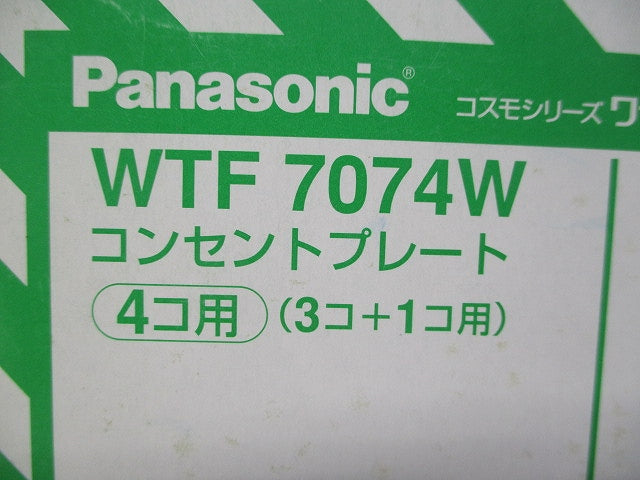 Panasonic® コスモシリーズ ワ
WTF 7074W
コンセントプレート
4コ用 (3コ+1コ用)